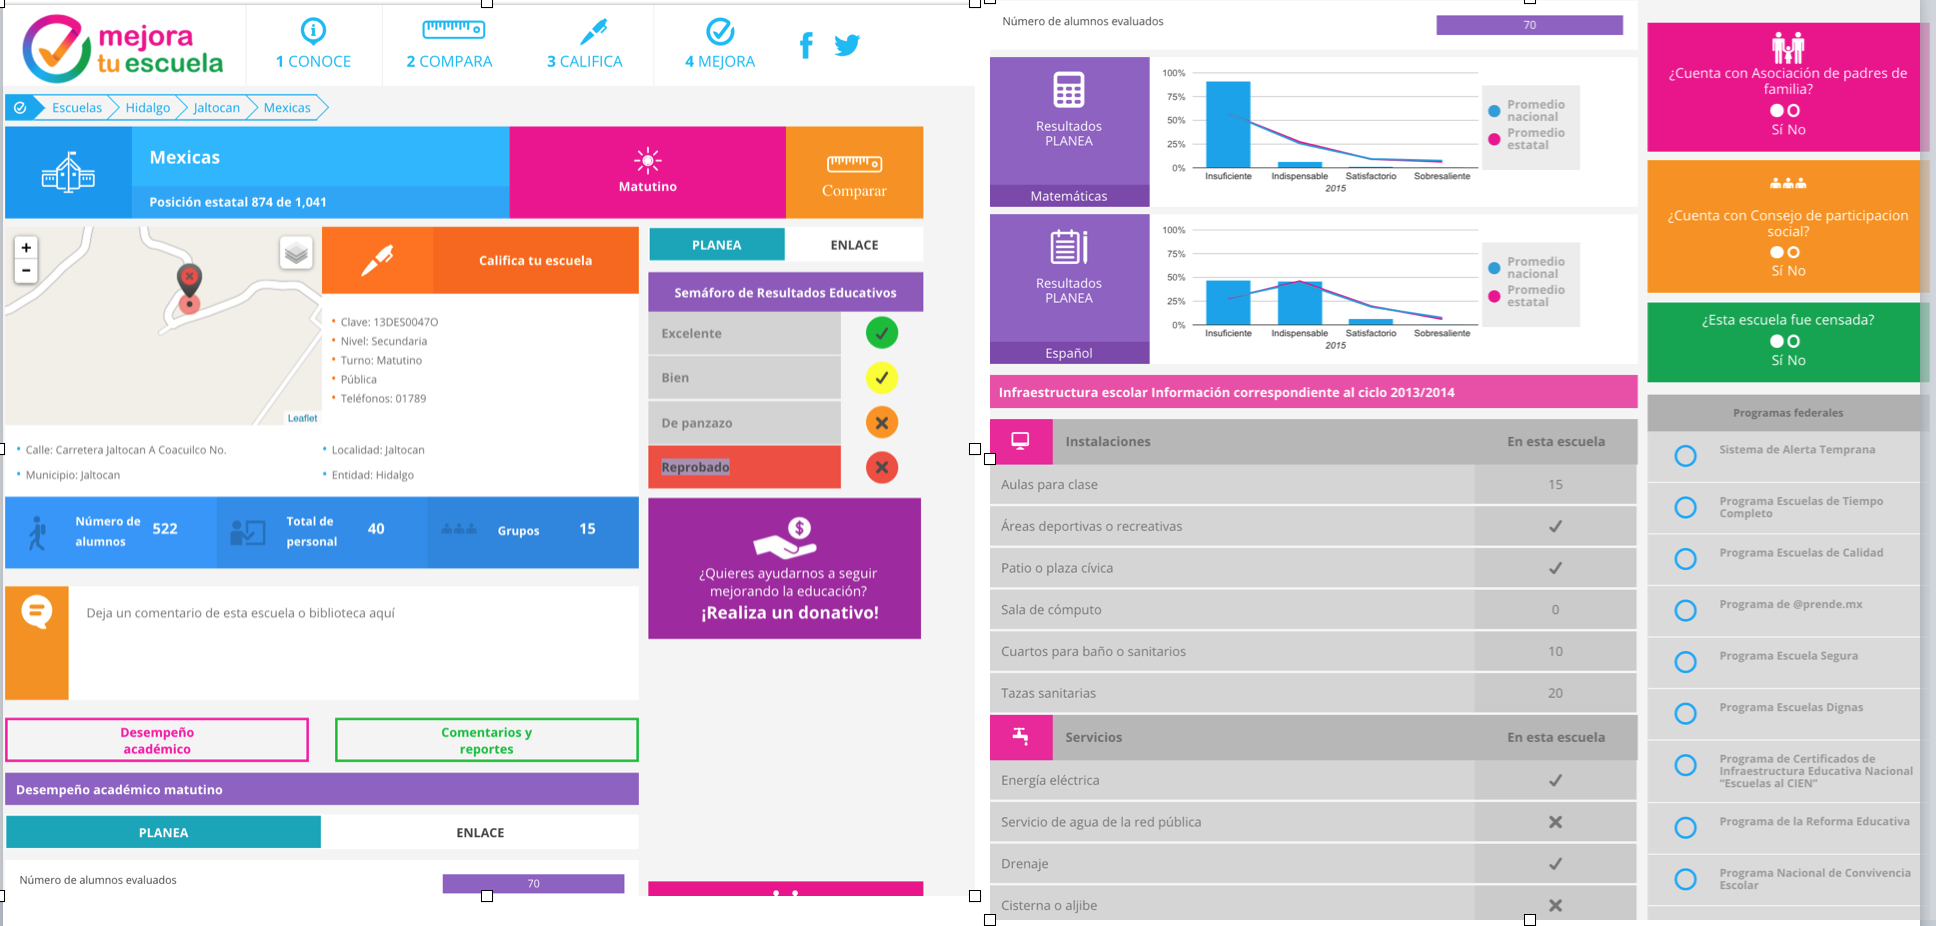 mejora
tu escuela
1 CONOCE
2 COMPARA
3 CALIFICA
4 MEJORA
Escuelas
Hidalgo
Jaltocan
Mexicas
Mexicas
Posición estatal 874 de 1,041
Matutino
Comparar
+
−
Leaflet
Califica tu escuela
• Clave: 13DES0047O
• Nivel: Secundaria
• Turno: Matutino
• Pública
• Teléfonos: 01789
• Calle: Carretera Jaltocan A Coacuilco No.
• Localidad: Jaltocan
• Municipio: Jaltocan
• Entidad: Hidalgo
Número de
alumnos
522
Total de
personal
40
Grupos
15
Deja un comentario de esta escuela o biblioteca aquí
Desempeño
académico
Comentarios y
reportes
Desempeño académico matutino
PLANEA
ENLACE
Número de alumnos evaluados
70
PLANEA
ENLACE
Semáforo de Resultados Educativos
Excelente
Bien
De panzazo
Reprobado
¿Quieres ayudarnos a seguir
mejorando la educación?
¡Realiza un donativo!
Número de alumnos evaluados
70
Resultados
PLANEA
Matemáticas
100%
75%
50%
25%
0%
Insuficiente
Indispensable
Satisfactorio
Sobresaliente
2015
Promedio
nacional
Promedio
estatal
Resultados
PLANEA
Español
100%
75%
50%
25%
0%
Insuficiente
Indispensable
Satisfactorio
Sobresaliente
2015
Promedio
nacional
Promedio
estatal
Infraestructura escolar Información correspondiente al ciclo 2013/2014
Instalaciones
En esta escuela
Aulas para clase
15
Áreas deportivas o recreativas
Patio o plaza cívica
Sala de cómputo
0
Cuartos para baño o sanitarios
10
Tazas sanitarias
20
Servicios
En esta escuela
Energía eléctrica
Servicio de agua de la red pública
Drenaje
Cisterna o aljibe
¿Cuenta con Asociación de padres de
familia?
Sí No
¿Cuenta con Consejo de participacion
social?
Sí No
¿Esta escuela fue censada?
Sí No
Programas federales
Sistema de Alerta Temprana
Programa Escuelas de Tiempo
Completo
Programa Escuelas de Calidad
Programa de @prende.mx
Programa Escuela Segura
Programa Escuelas Dignas
Programa de Certificados de
Infraestructura Educativa Nacional
"Escuelas al CIEN"
Programa de la Reforma Educativa
Programa Nacional de Convivencia
Escolar